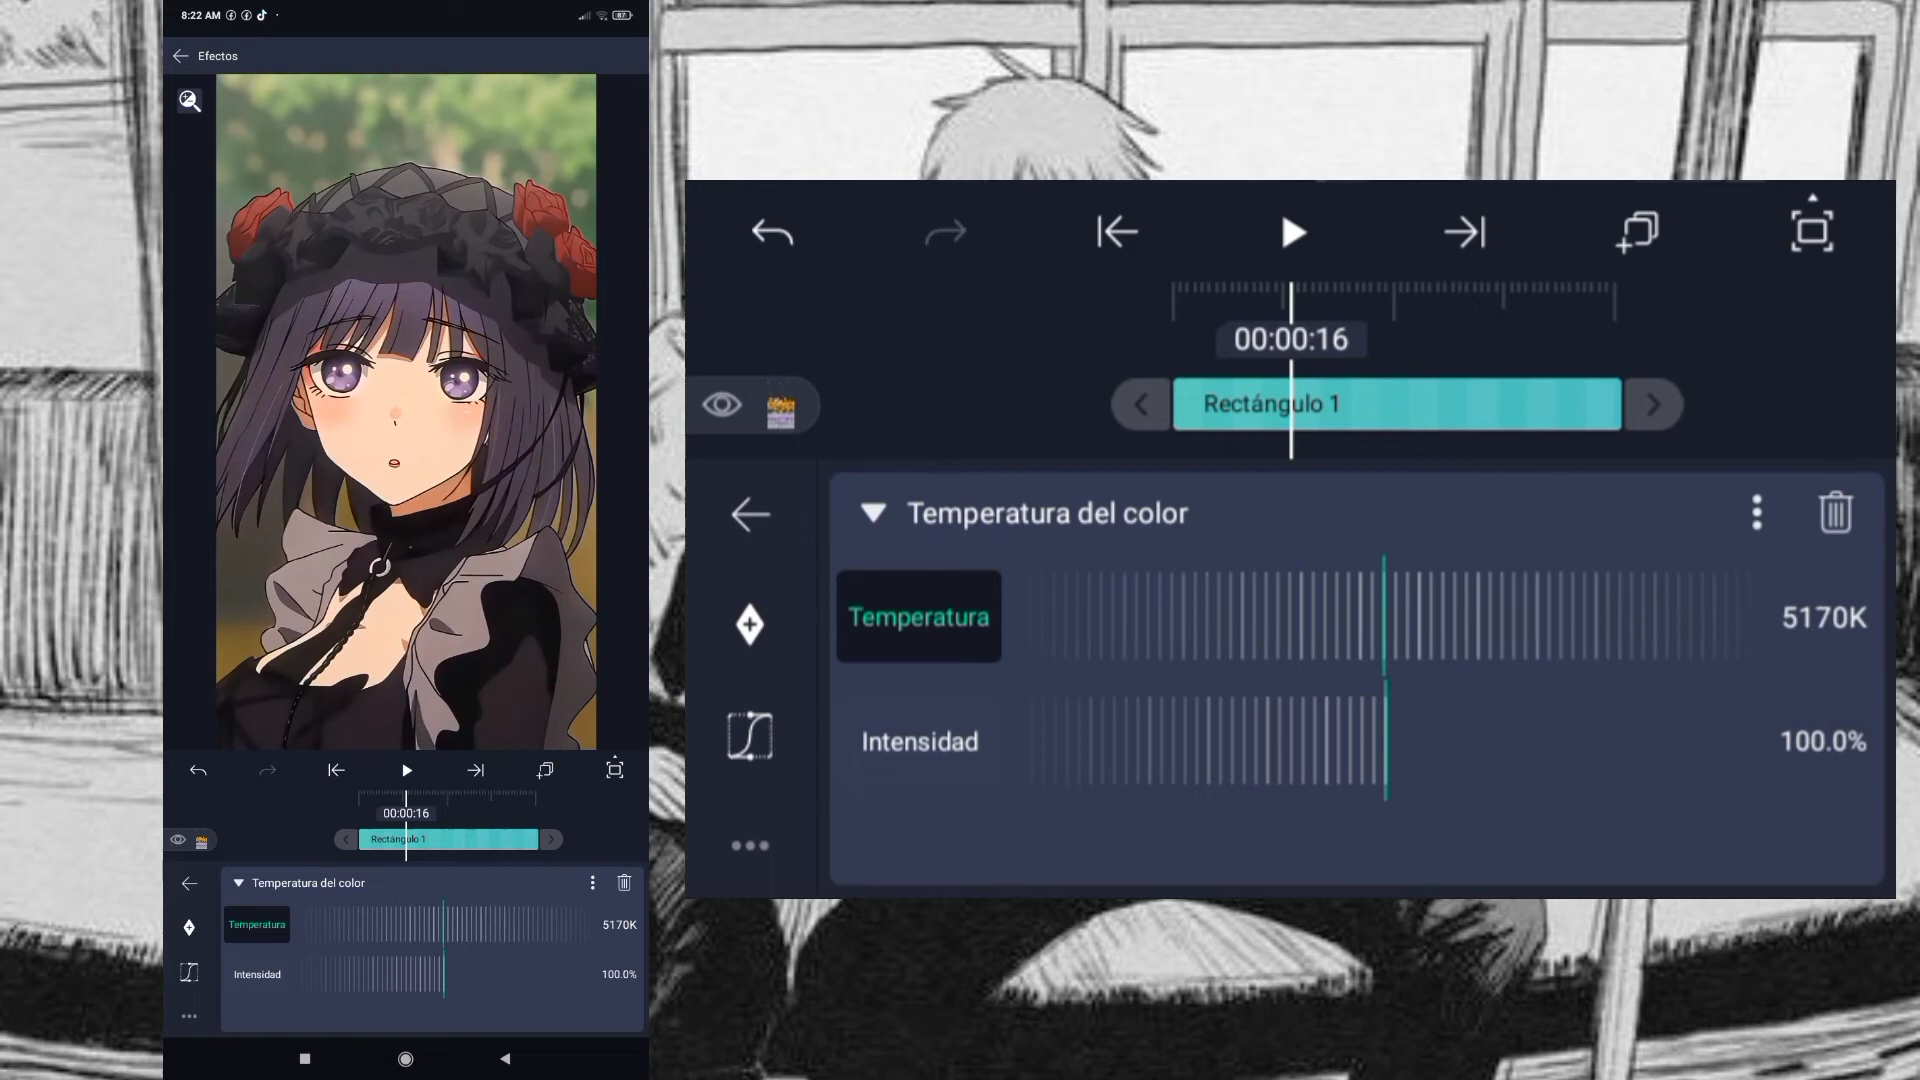 8:22 AM
87
Efectos
00:00:16
Rectángulo 1
Temperatura del color
Temperatura
5170K
Intensidad
100.0%
00:00:16
Rectángulo 1
Temperatura del color
Temperatura
5170K
Intensidad
100.0%